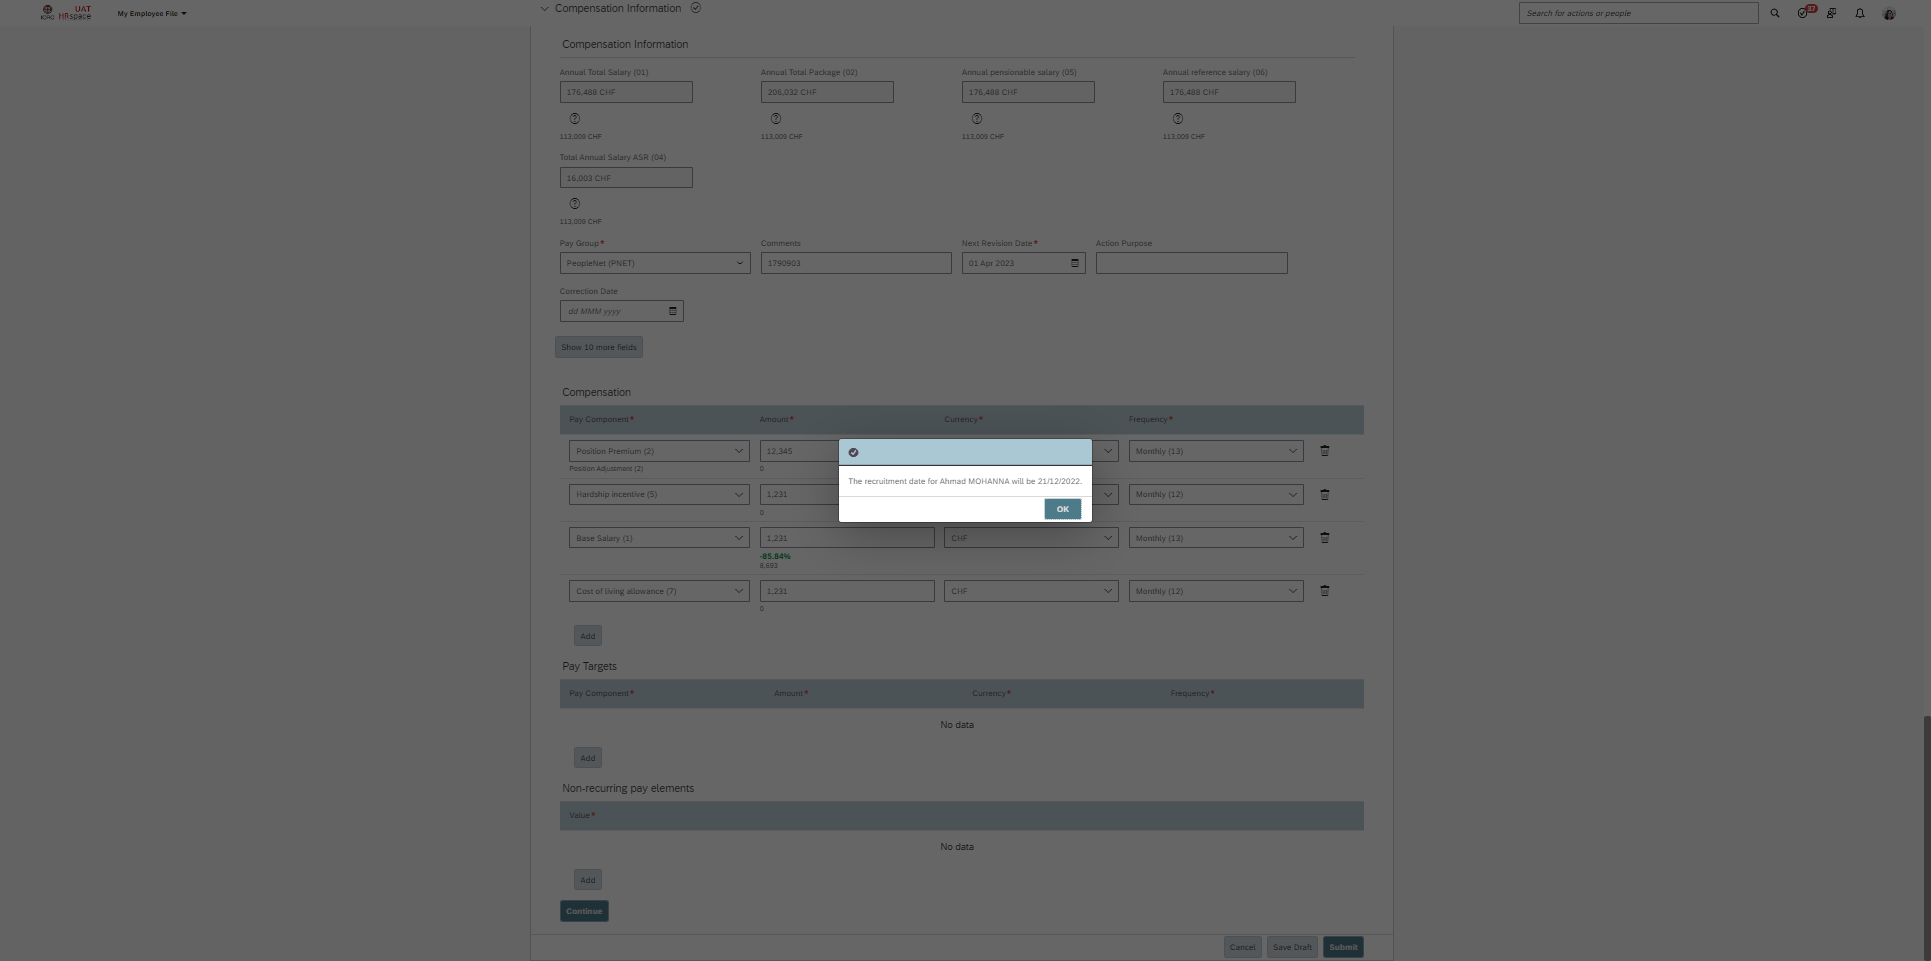 ICRC
UAT
HRspace
My Employee File
Compensation Information
Search for actions or people
37
Compensation Information
Annual Total Salary (01)
Annual Total Package (02)
Annual pensionable salary (05)
Annual reference salary (06)
176,488 CHF
206,032 CHF
176,488 CHF
176,488 CHF
113,009 CHF
113,009 CHF
113,009 CHF
113,009 CHF
Total Annual Salary ASR (04)
16,003 CHF
113,009 CHF
Pay Group*
Comments
Next Revision Date*
Action Purpose
PeopleNet (PNET)
1790903
01 Apr 2023
Correction Date
dd MMM yyyy
Show 10 more fields
Compensation
Pay Component*
Amount*
Currency*
Frequency*
Position Premium (2)
12,345
Monthly (13)
Position Adjustment (2)
0
The recruitment date for Ahmad MOHANNA will be 21/12/2022.
OK
Hardship incentive (5)
1,231
Monthly (12)
0
Base Salary (1)
1,231
CHF
Monthly (13)
-85.84%
8,693
Cost of living allowance (7)
1,231
CHF
Monthly (12)
0
Add
Pay Targets
Pay Component*
Amount*
Currency*
Frequency*
No data
Add
Non-recurring pay elements
Value*
No data
Add
Continue
Cancel
Save Draft
Submit